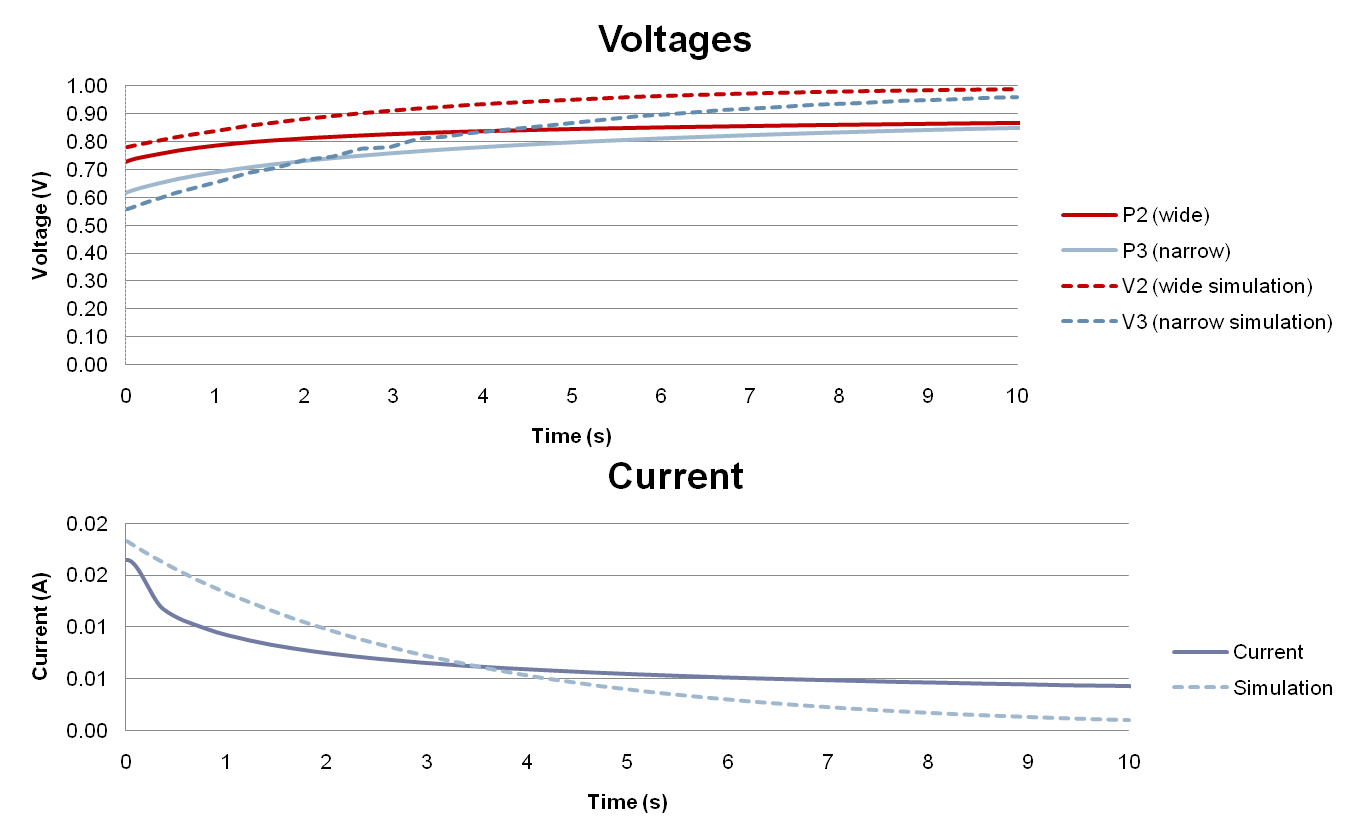 Voltages
1.00
0.90
0.80
0.70
0.60
0.50
0.40
0.30
0.20
0.10
0.00
Voltage (V)
0 1 2 3 4 5 6 7 8 9 10
Time (s)
P2 (wide)
P3 (narrow)
V2 (wide simulation)
V3 (narrow simulation)
Current
0.02
0.02
0.01
0.01
0.00
Current (A)
0 1 2 3 4 5 6 7 8 9 10
Time (s)
Current
Simulation